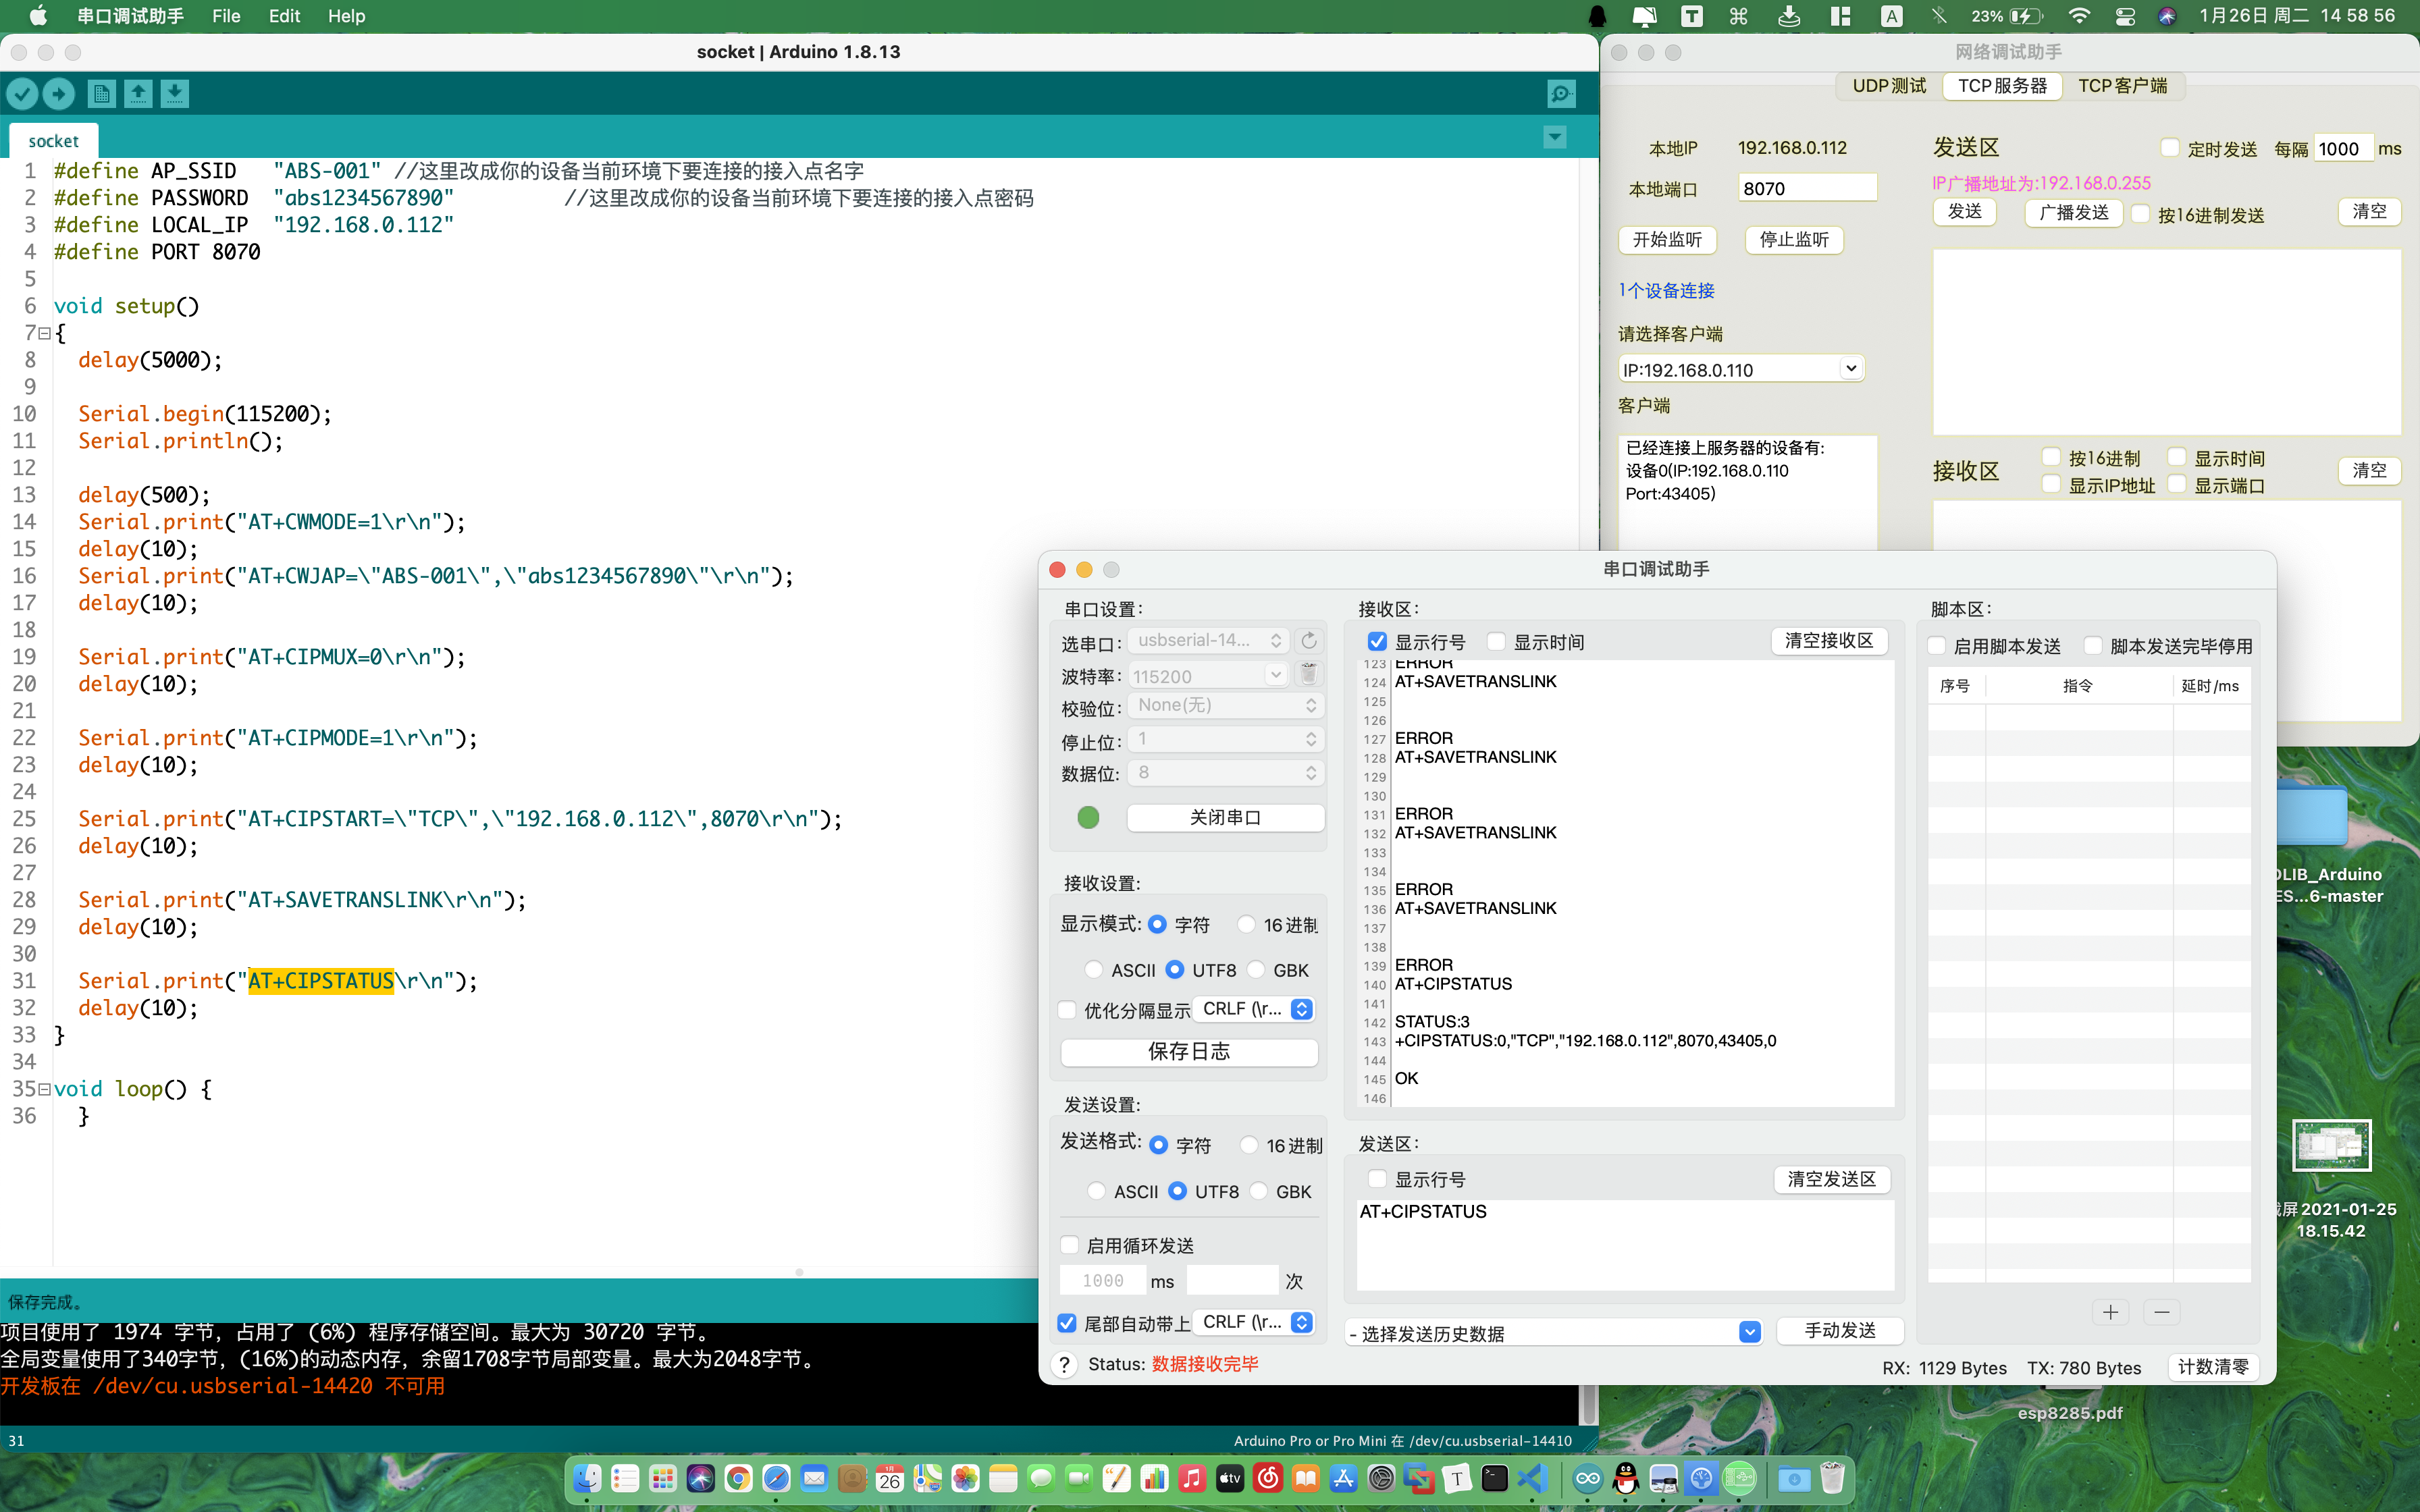 串口调试助手 File Edit Help
23% 1月26日 周二 14 58 56
socket | Arduino 1.8.13
socket
1 #define AP_SSID   "ABS-001" //这里改成你的设备当前环境下要连接的接入点名字
2 #define PASSWORD  "abs1234567890"         //这里改成你的设备当前环境下要连接的接入点密码
3 #define LOCAL_IP  "192.168.0.112"
4 #define PORT 8070
5
6 void setup()
7 {
8   delay(5000);
9
10   Serial.begin(115200);
11   Serial.println();
12
13   delay(500);
14   Serial.print("AT+CWMODE=1\r\n");
15   delay(10);
16   Serial.print("AT+CWJAP=\"ABS-001\",\"abs1234567890\"\r\n");
17   delay(10);
18
19   Serial.print("AT+CIPMUX=0\r\n");
20   delay(10);
21
22   Serial.print("AT+CIPMODE=1\r\n");
23   delay(10);
24
25   Serial.print("AT+CIPSTART=\"TCP\",\"192.168.0.112\",8070\r\n");
26   delay(10);
27
28   Serial.print("AT+SAVETRANSLINK\r\n");
29   delay(10);
30
31   Serial.print("AT+CIPSTATUS\r\n");
32   delay(10);
33 }
34
35 void loop() {
36   }
保存完成。
项目使用了 1974 字节，占用了 (6%) 程序存储空间。最大为 30720 字节。
全局变量使用了340字节，(16%)的动态内存，余留1708字节局部变量。最大为2048字节。
开发板在 /dev/cu.usbserial-14420 不可用
31
Arduino Pro or Pro Mini 在 /dev/cu.usbserial-14410
网络调试助手
UDP测试 TCP服务器 TCP客户端
本地IP 192.168.0.112
本地端口 8070
开始监听 停止监听
1个设备连接
请选择客户端
IP:192.168.0.110
客户端
已经连接上服务器的设备有:
设备0(IP:192.168.0.110
Port:43405)
发送区 定时发送 每隔 1000 ms
IP广播地址为:192.168.0.255
发送 广播发送 按16进制发送 清空
接收区 按16进制 显示时间 清空
显示IP地址 显示端口
串口调试助手
串口设置:
选串口: usbserial-14...
波特率: 115200
校验位: None(无)
停止位: 1
数据位: 8
关闭串口
接收设置:
显示模式: 字符 16进制
ASCII UTF8 GBK
优化分隔显示 CRLF (\r...
保存日志
发送设置:
发送格式: 字符 16进制
ASCII UTF8 GBK
启用循环发送
1000 ms 次
尾部自动带上 CRLF (\r...
? Status: 数据接收完毕
接收区:
显示行号 显示时间 清空接收区
123 ERROR
124 AT+SAVETRANSLINK
125
126
127 ERROR
128 AT+SAVETRANSLINK
129
130
131 ERROR
132 AT+SAVETRANSLINK
133
134
135 ERROR
136 AT+SAVETRANSLINK
137
138
139 ERROR
140 AT+CIPSTATUS
141
142 STATUS:3
143 +CIPSTATUS:0,"TCP","192.168.0.112",8070,43405,0
144
145 OK
146
发送区:
显示行号 清空发送区
AT+CIPSTATUS
- 选择发送历史数据 手动发送
脚本区:
启用脚本发送 脚本发送完毕停用
序号 指令 延时/ms
RX: 1129 Bytes TX: 780 Bytes 计数清零
DLIB_Arduino
ES...6-master
截屏2021-01-25
18.15.42
esp8285.pdf
1月
26
tv